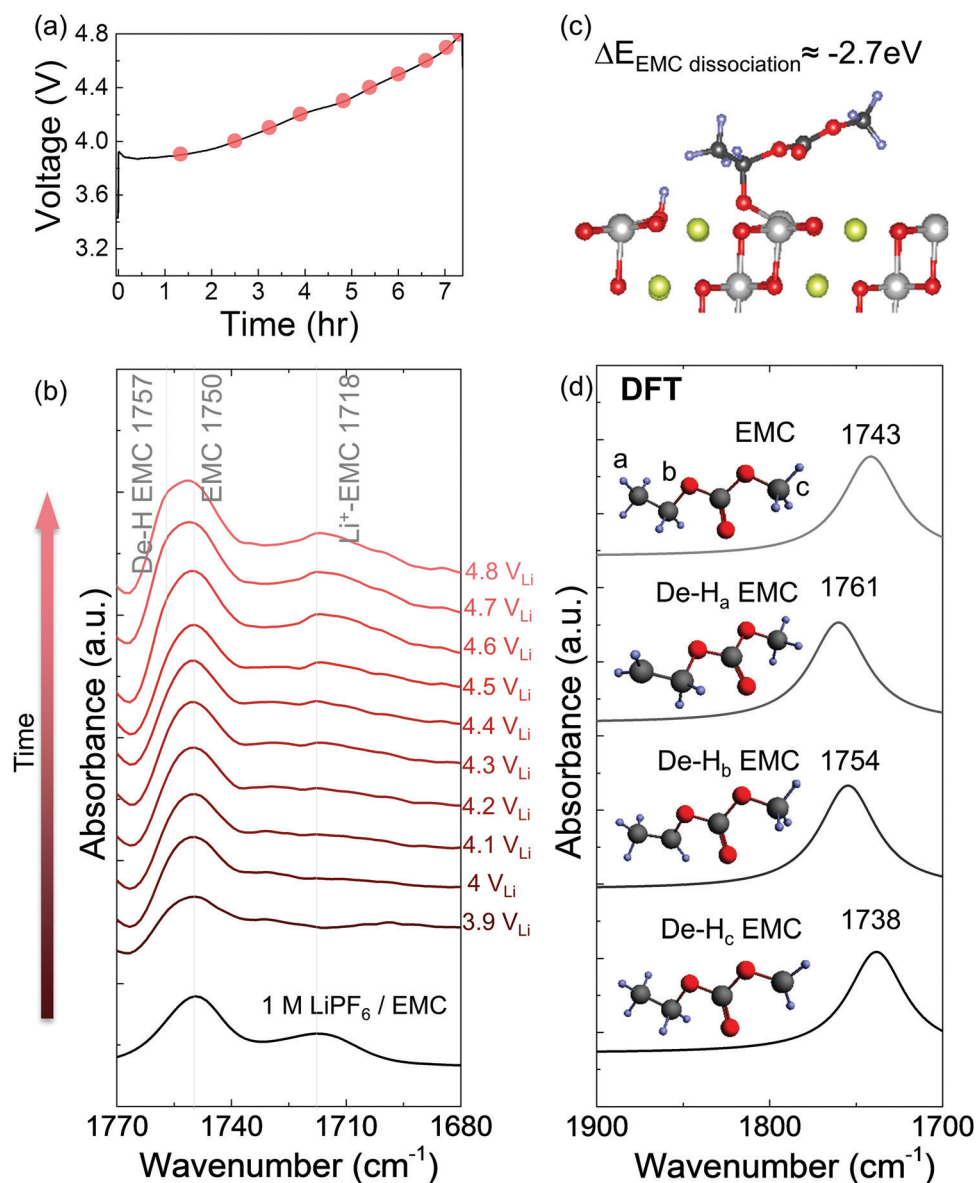 (a)
4.8
4.4
4.0
3.6
3.2
Voltage (V)
0 1 2 3 4 5 6 7
Time (hr)
(c)
ΔE_EMC dissociation ≈ -2.7eV
(b)
De-H EMC 1757
EMC 1750
Li⁺-EMC 1718
4.8 V_Li
4.7 V_Li
4.6 V_Li
4.5 V_Li
4.4 V_Li
4.3 V_Li
4.2 V_Li
4.1 V_Li
4 V_Li
3.9 V_Li
1 M LiPF₆ / EMC
Time
Absorbance (a.u.)
1770 1740 1710 1680
Wavenumber (cm⁻¹)
(d)
DFT
EMC
1743
a
b
c
De-Hₐ EMC
1761
De-H_b EMC
1754
De-H_c EMC
1738
Absorbance (a.u.)
1900 1800 1700
Wavenumber (cm⁻¹)